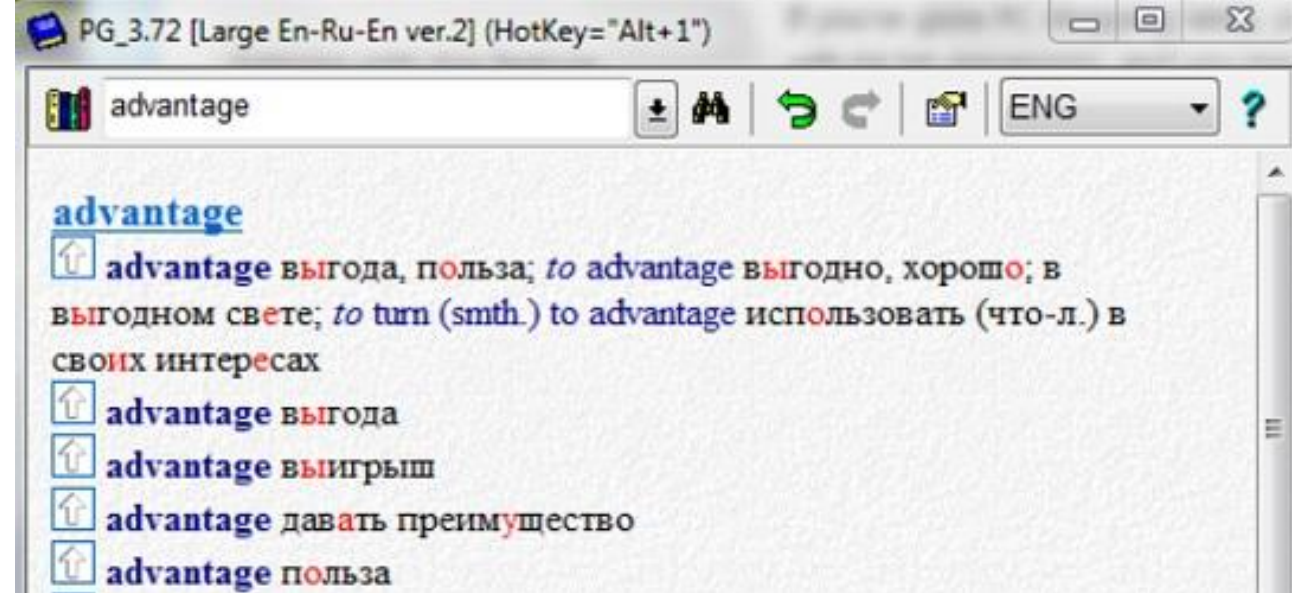 PG_3.72 [Large En-Ru-En ver.2] (HotKey="Alt+1")
advantage ENG ?
advantage
advantage выгода, польза; to advantage выгодно, хорошо; в
выгодном свете; to turn (smth.) to advantage использовать (что-л.) в
своих интересах
advantage выгода
advantage выигрыш
advantage давать преимущество
advantage польза